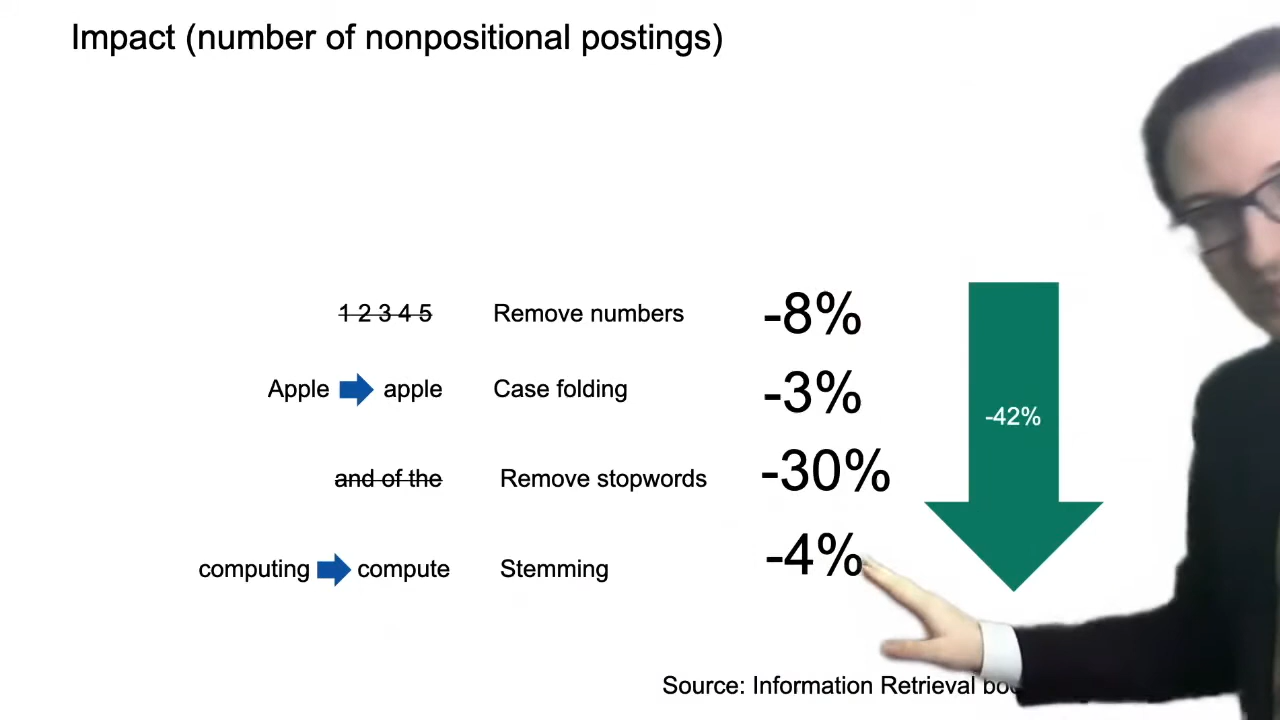 Impact (number of nonpositional postings)
1 2 3 4 5 Remove numbers -8%
Apple apple Case folding -3%
-42%
and of the Remove stopwords -30%
computing compute Stemming -4%
Source: Information Retrieval